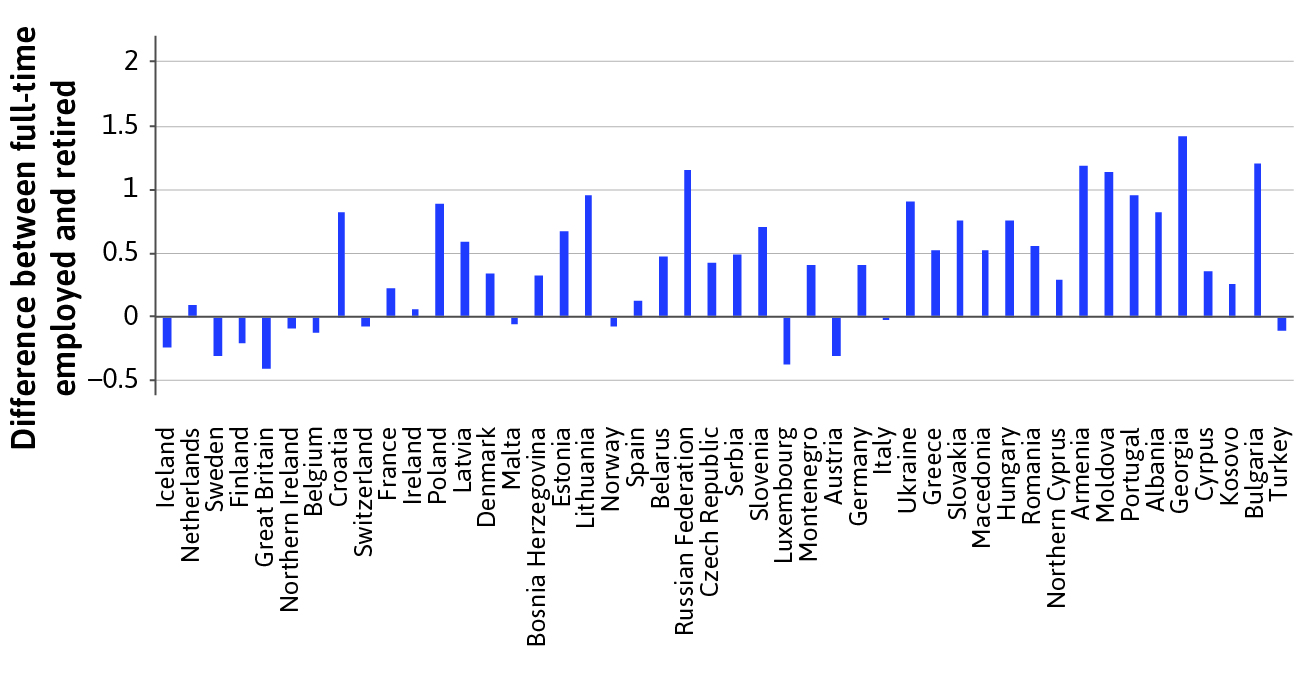 Difference between full-time
employed and retired
2
1.5
1
0.5
0
–0.5
Iceland
Netherlands
Sweden
Finland
Great Britain
Northern Ireland
Belgium
Croatia
Switzerland
France
Ireland
Poland
Latvia
Denmark
Malta
Bosnia Herzegovina
Estonia
Lithuania
Norway
Spain
Belarus
Russian Federation
Czech Republic
Serbia
Slovenia
Luxembourg
Montenegro
Austria
Germany
Italy
Ukraine
Greece
Slovakia
Macedonia
Hungary
Romania
Northern Cyprus
Armenia
Moldova
Portugal
Albania
Georgia
Cyrpus
Kosovo
Bulgaria
Turkey